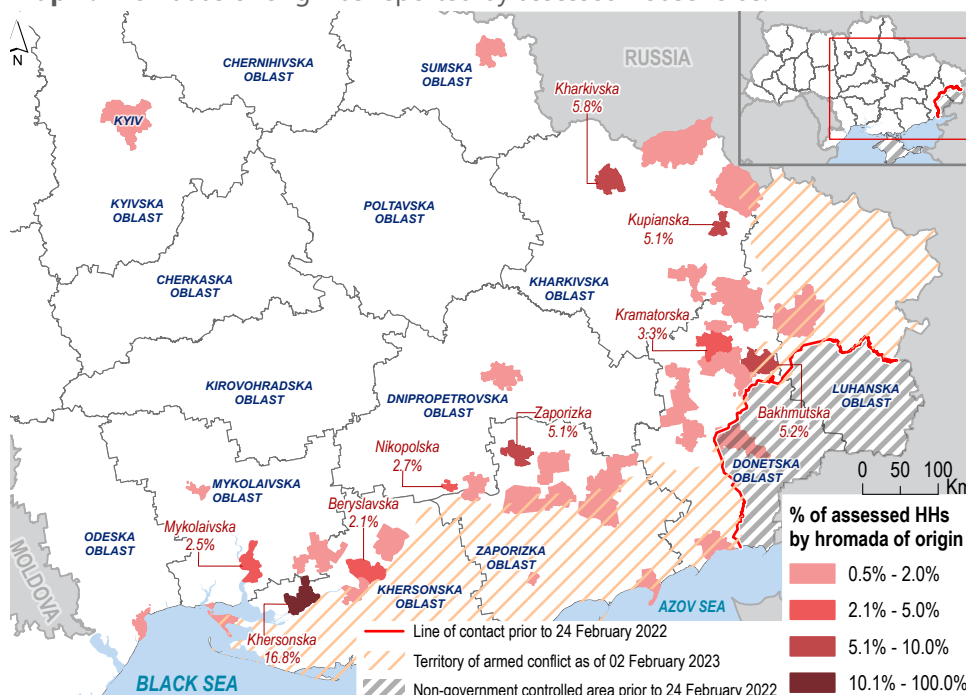 N
CHERNIHIVSKA
OBLAST
SUMSKA
OBLAST
RUSSIA
Kharkivska
5.8%
KYIV
KYIVSKA
OBLAST
POLTAVSKA
OBLAST
Kupianska
5.1%
CHERKASKA
OBLAST
KHARKIVSKA
OBLAST
Kramatorska
3.3%
KIROVOHRADSKA
OBLAST
DNIPROPETROVSKA
OBLAST
LUHANSKA
OBLAST
Bakhmutska
5.2%
Zaporizka
5.1%
Nikopolska
2.7%
DONETSKA
OBLAST
0 50 100
Km
MYKOLAIVSKA
OBLAST
Beryslavska
2.1%
Mykolaivska
2.5%
ODESKA
OBLAST
MOLDOVA
ZAPORIZKA
OBLAST
KHERSONSKA
OBLAST
AZOV SEA
Khersonska
16.8%
BLACK SEA
% of assessed HHs
by hromada of origin
0.5% - 2.0%
2.1% - 5.0%
5.1% - 10.0%
10.1% - 100.0%
Line of contact prior to 24 February 2022
Territory of armed conflict as of 02 February 2023
Non-government controlled area prior to 24 February 2022